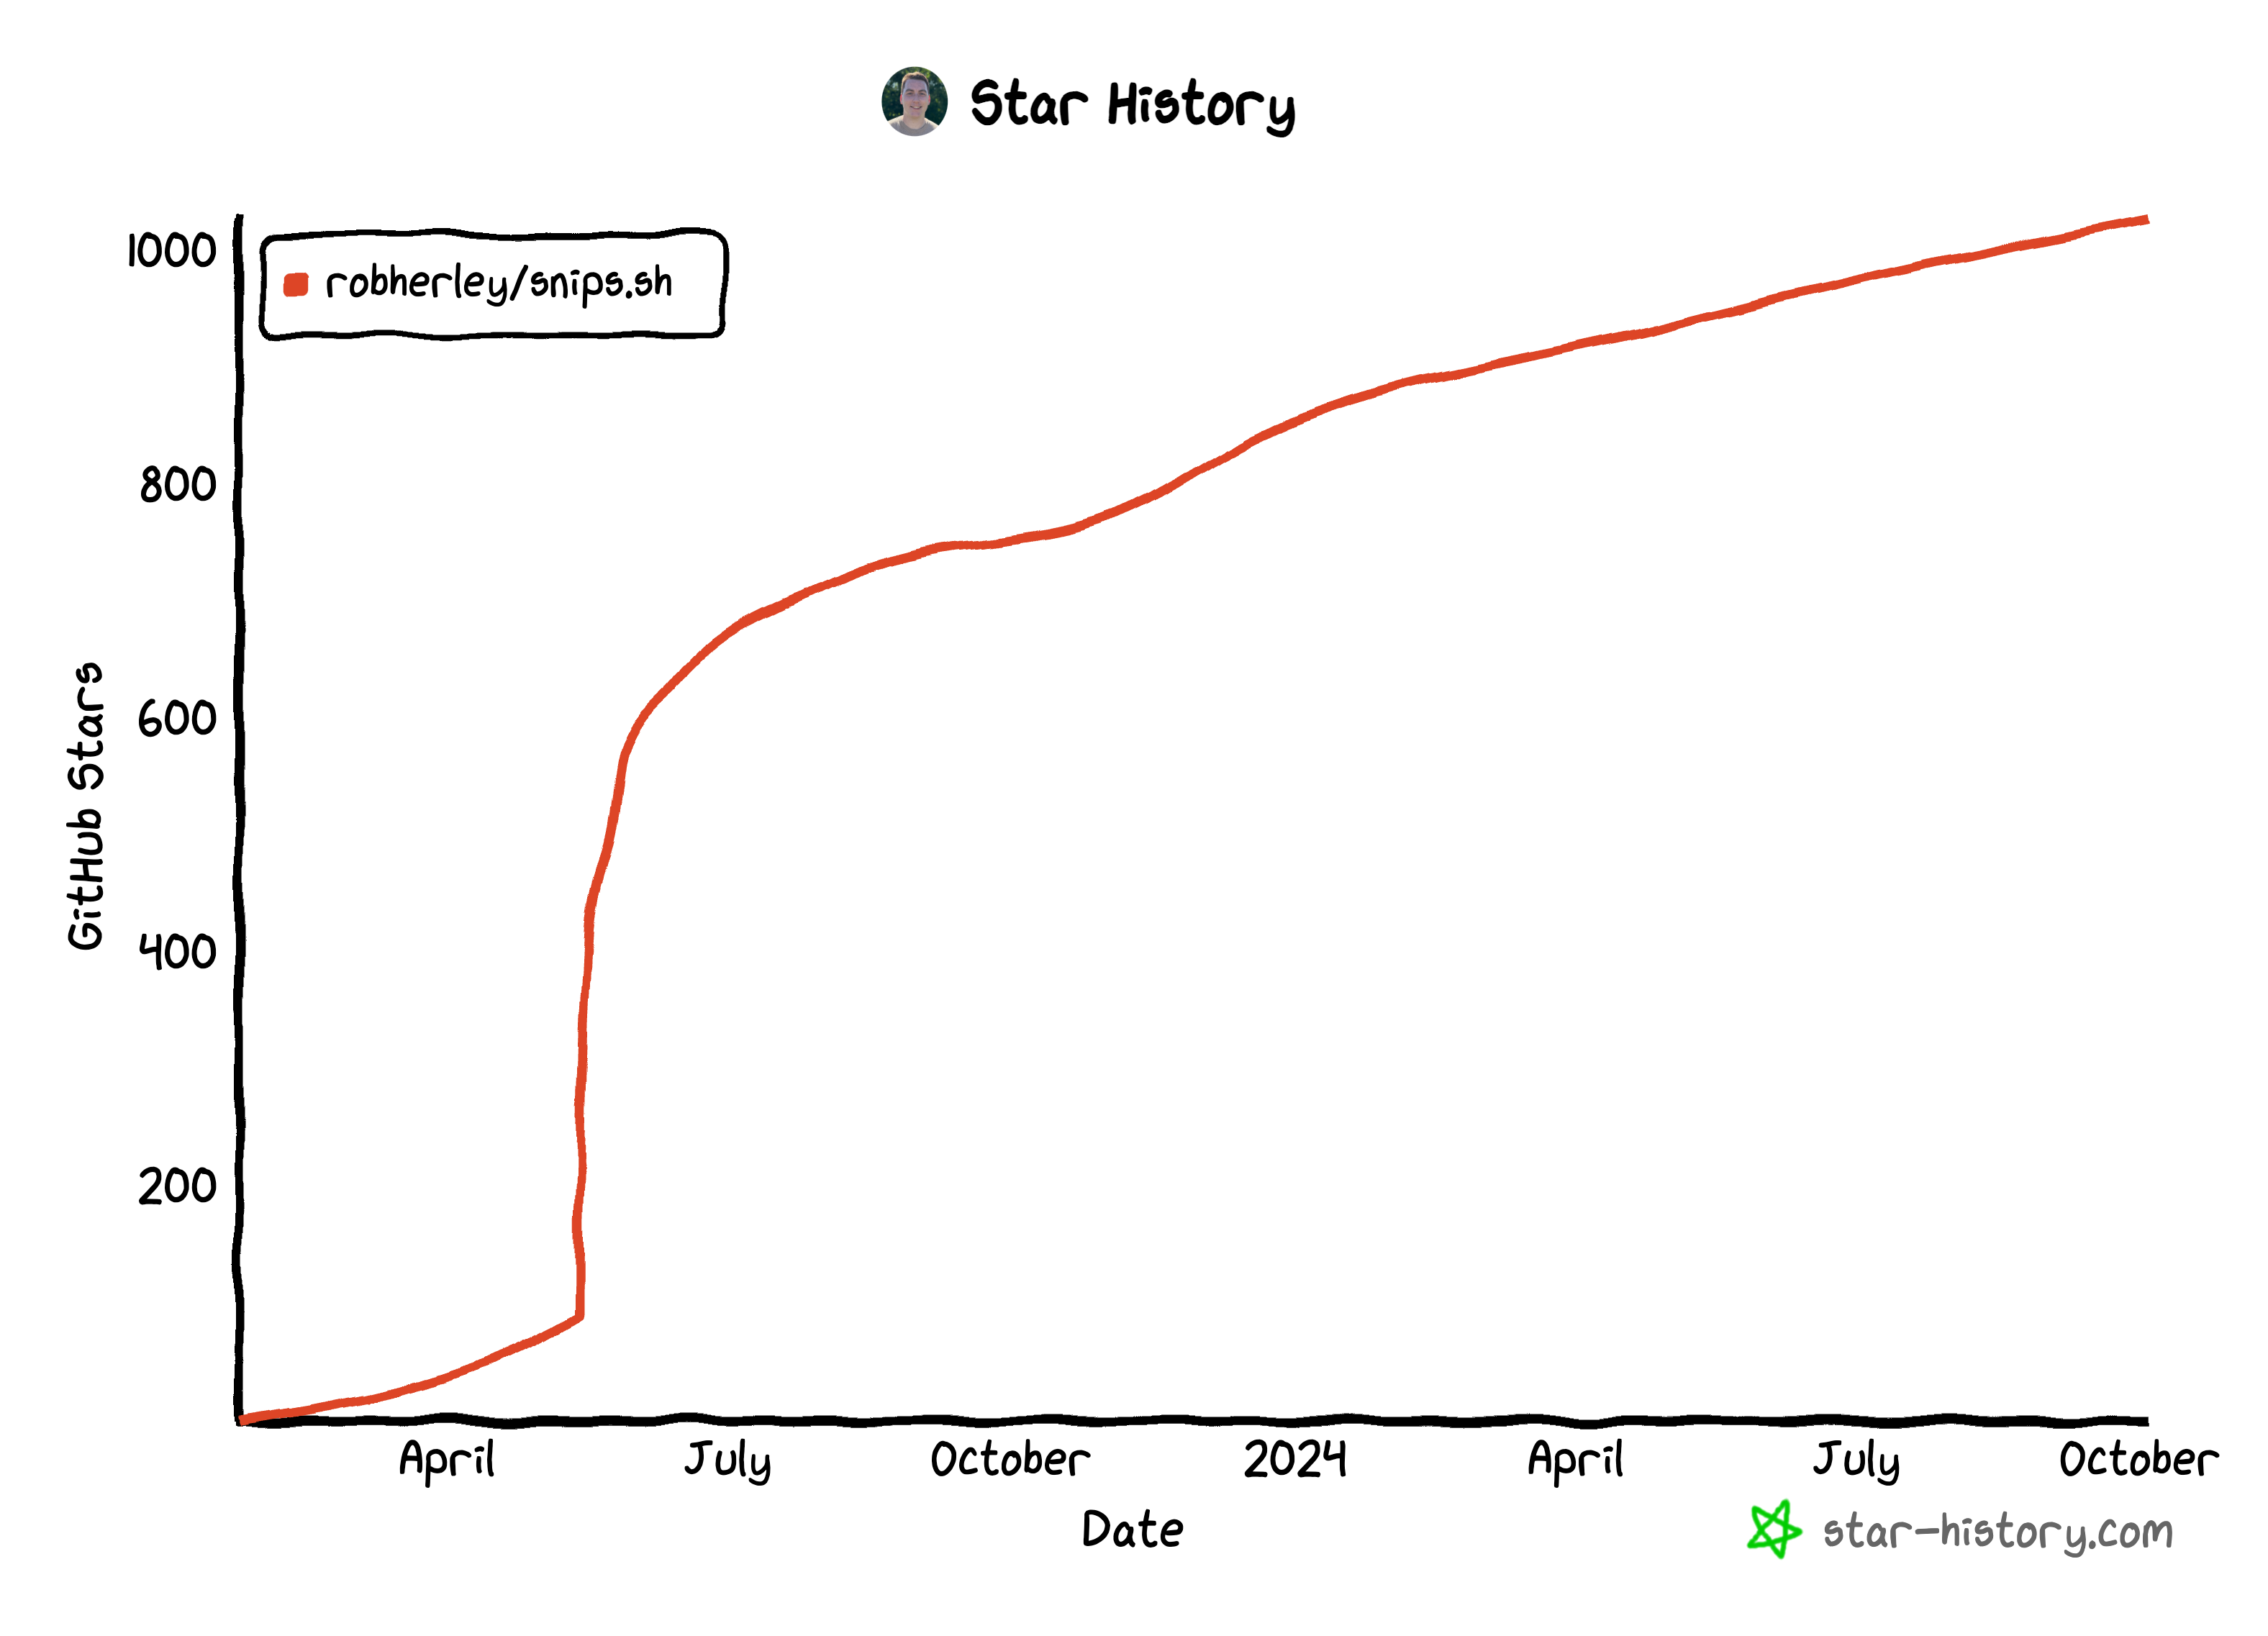 Star History
robherley/snips.sh
1000
800
600
400
200
GitHub Stars
April
July
October
2024
April
July
October
Date
star-history.com